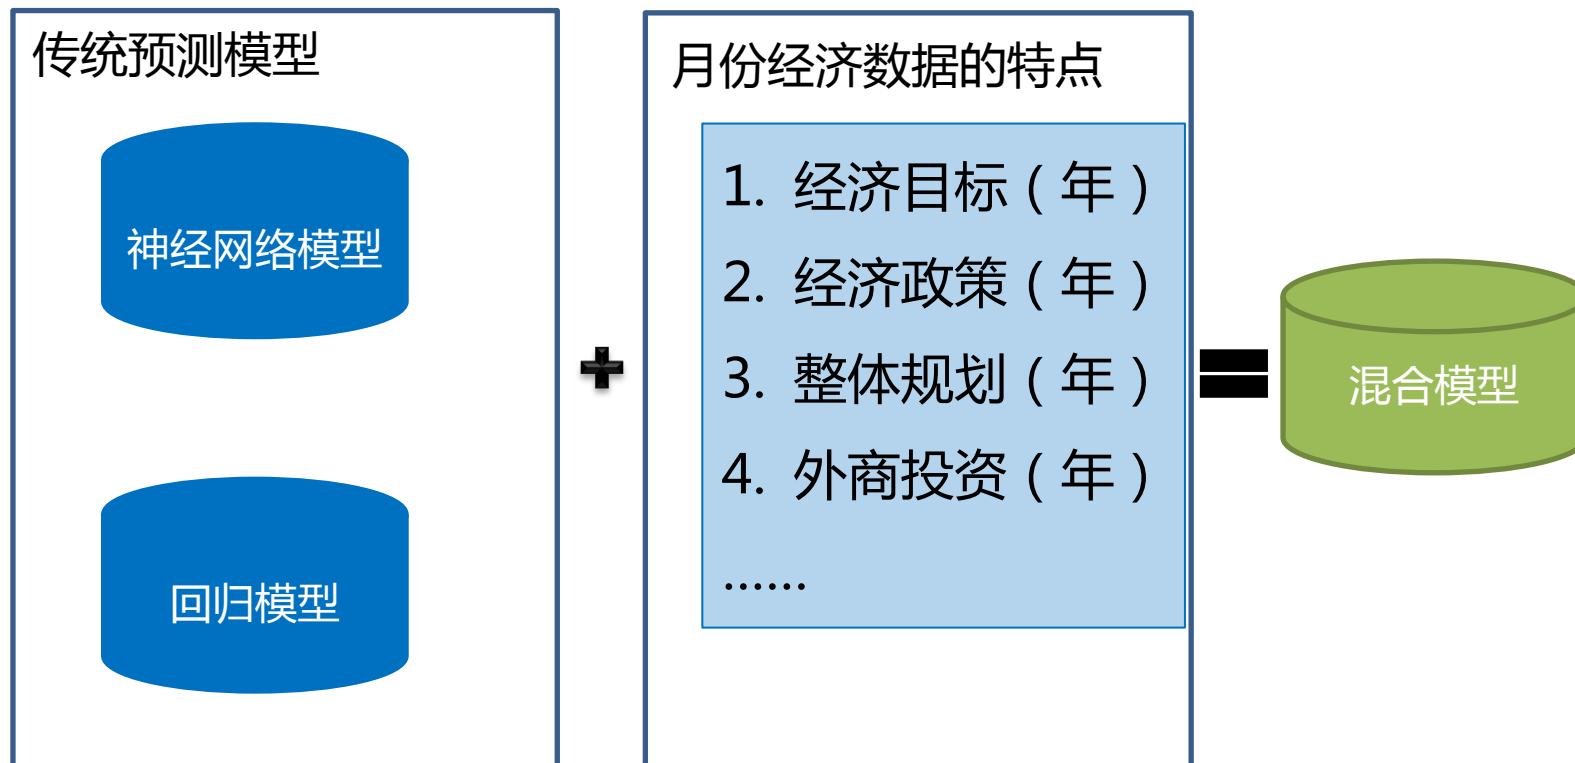 传统预测模型
神经网络模型
回归模型
月份经济数据的特点
1. 经济目标（年）
2. 经济政策（年）
3. 整体规划（年）
4. 外商投资（年）
......
混合模型